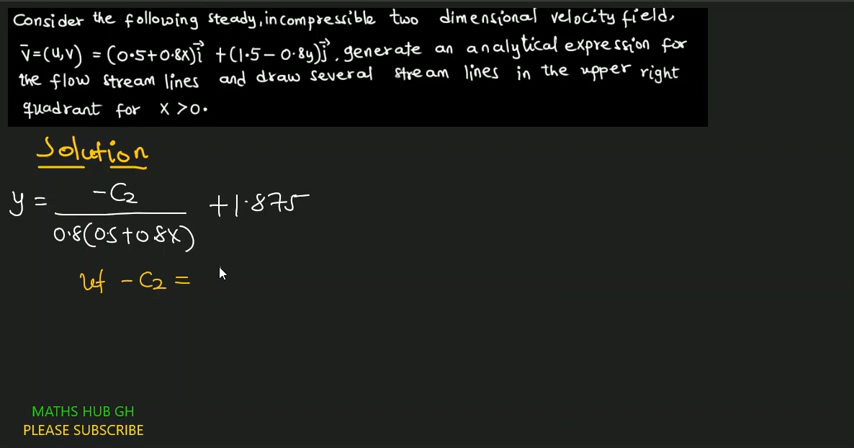 Consider the following steady, incompressible two dimensional velocity field,
V⃗=(u,v) = (0.5+0.8x)i⃗ +(1.5-0.8y)j⃗, generate an analytical expression for
the flow stream lines and draw several stream lines in the upper right
quadrant for x >0.
Solution
y = -C₂ / 0.8(0.5+0.8x) +1.875
let -C₂ =
MATHS HUB GH
PLEASE SUBSCRIBE